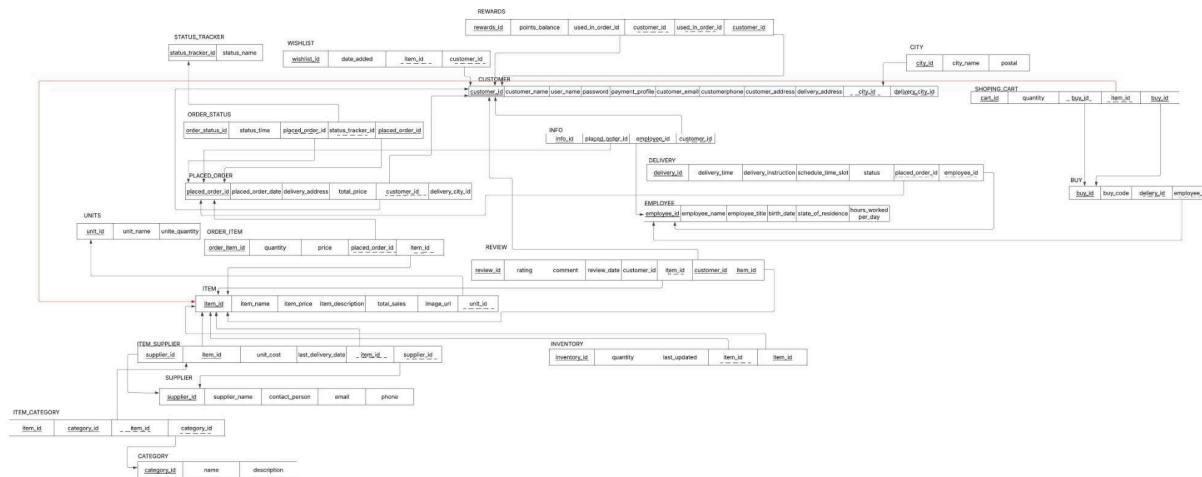 REWARDS
rewards_id points_balance used_in_order_id customer_id used_in_order_id customer_id
STATUS_TRACKER
status_tracker_id status_name
WISHLIST
wishlist_id date_added item_id customer_id
CITY
city_id city_name postal
CUSTOMER
customer_id customer_name user_name password payment_profile customer_email customerphone customer_address delivery_address city_id delivery_city_id
SHOPING_CART
cart_id quantity buy_id item_id buy_id
ORDER_STATUS
order_status_id status_time placed_order_id status_tracker_id placed_order_id
INFO
info_id placed_order_id employee_id customer_id
DELIVERY
delivery_id delivery_time delivery_instruction schedule_time_slot status placed_order_id employee_id
PLACED_ORDER
placed_order_id placed_order_date delivery_address total_price customer_id delivery_city_id
BUY
buy_id buy_code dellery_id employee_
EMPLOYEE
employee_id employee_name employee_title birth_date state_of_residence hours_worked per_day
UNITS
unit_id unit_name unite_quantity
ORDER_ITEM
order_item_id quantity price placed_order_id item_id
REVIEW
review_id rating comment review_date customer_id item_id customer_id item_id
ITEM
item_id item_name item_price item_description total_sales image_url unit_id
ITEM_SUPPLIER
supplier_id item_id unit_cost last_delivery_date item_id supplier_id
INVENTORY
inventory_id quantity last_updated item_id item_id
SUPPLIER
supplier_id supplier_name contact_person email phone
ITEM_CATEGORY
item_id category_id item_id category_id
CATEGORY
category_id name description